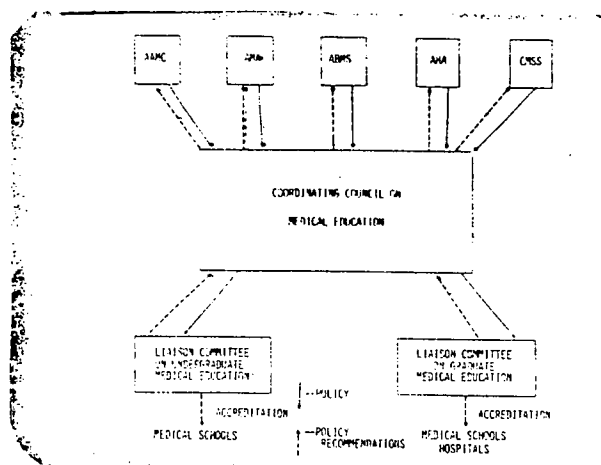 AAMC
AMA
ABMS
AHA
CMSS
COORDINATING COUNCIL ON
MEDICAL EDUCATION
LIAISON COMMITTEE
ON UNDERGRADUATE
MEDICAL EDUCATION
LIAISON COMMITTEE
ON GRADUATE
MEDICAL EDUCATION
--POLICY
ACCREDITATION
ACCREDITATION
MEDICAL SCHOOLS
--POLICY
RECOMMENDATIONS
MEDICAL SCHOOLS
HOSPITALS